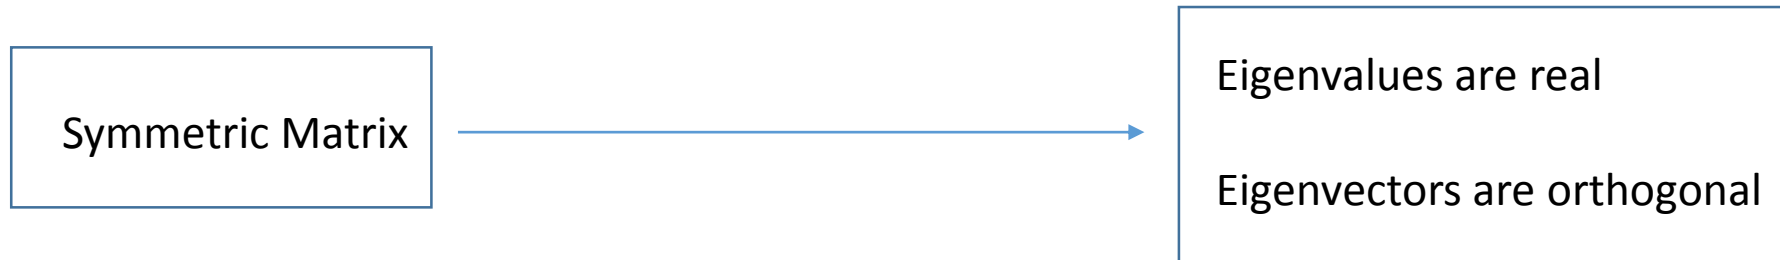 Symmetric Matrix
Eigenvalues are real
Eigenvectors are orthogonal